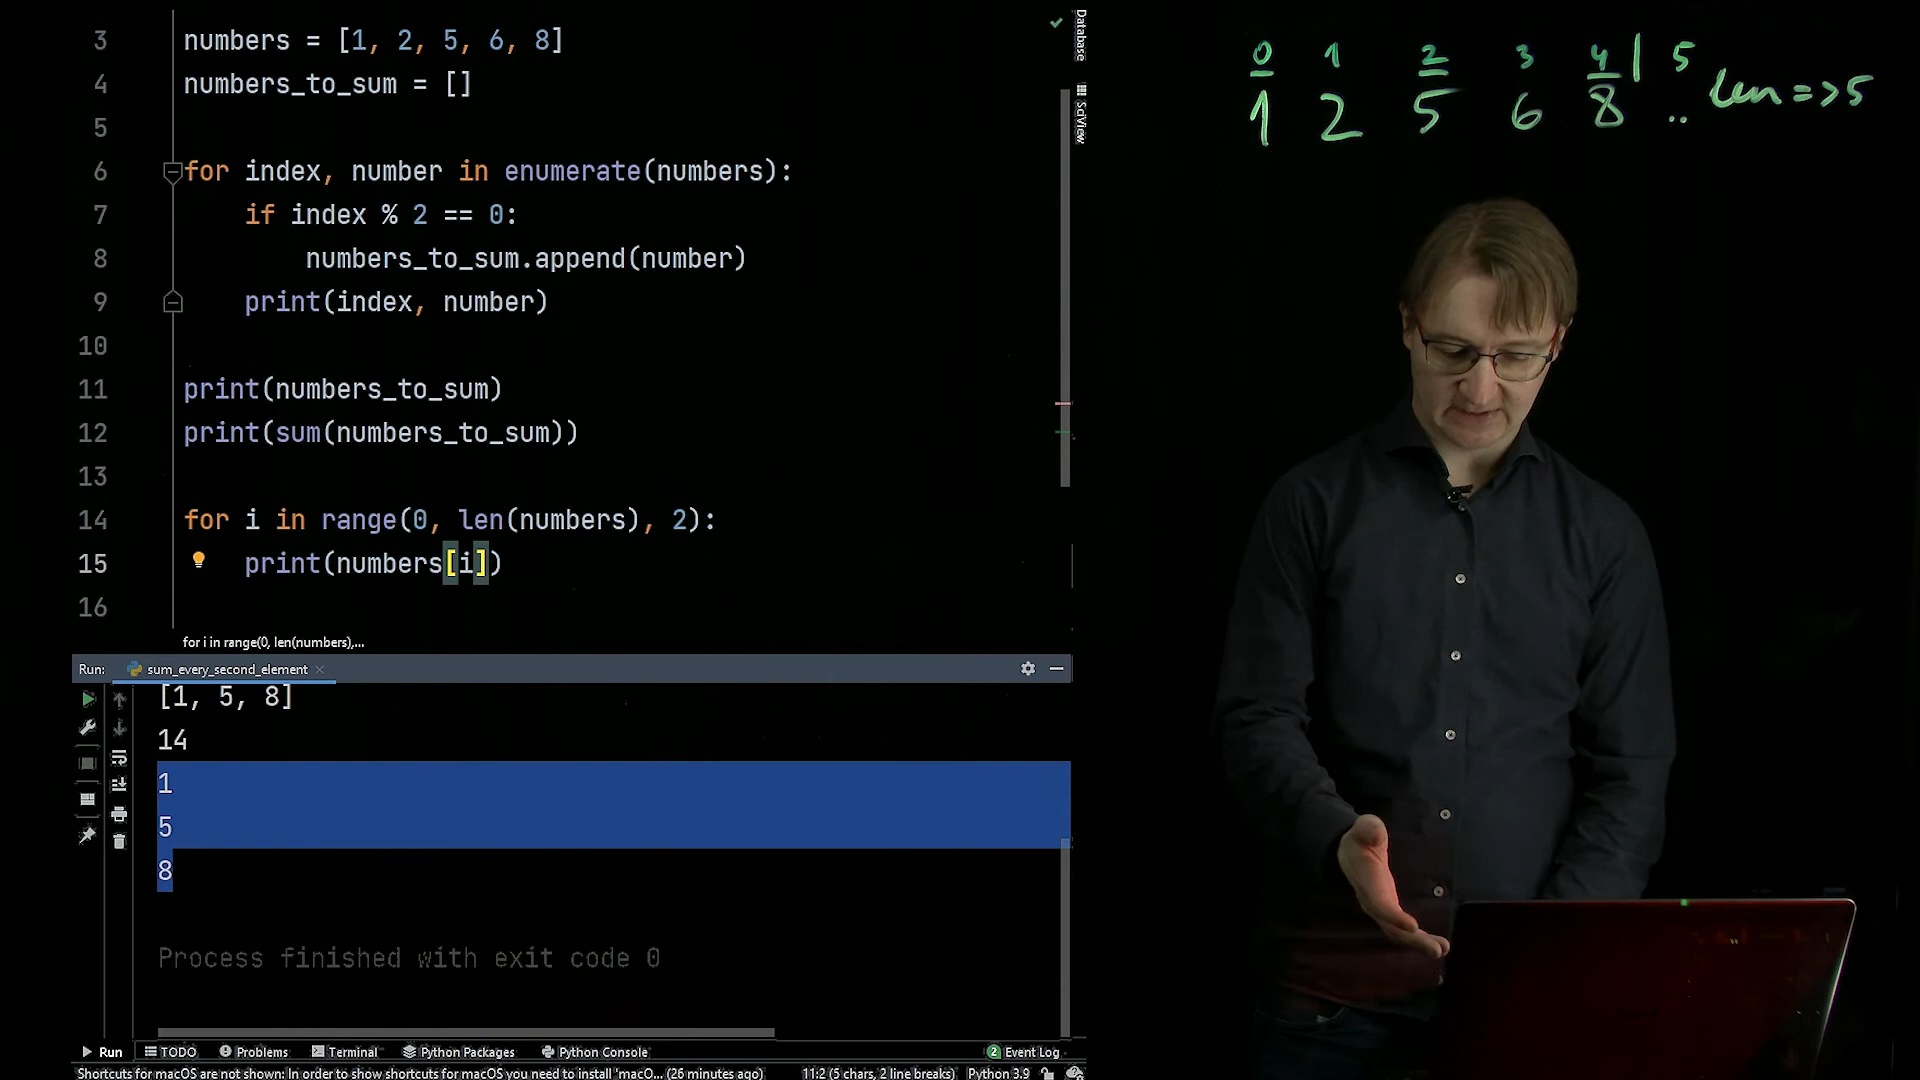 3 numbers = [1, 2, 5, 6, 8]
4 numbers_to_sum = []
5
6 for index, number in enumerate(numbers):
7 if index % 2 == 0:
8 numbers_to_sum.append(number)
9 print(index, number)
10
11 print(numbers_to_sum)
12 print(sum(numbers_to_sum))
13
14 for i in range(0, len(numbers), 2):
15 print(numbers[i])
16
for i in range(0, len(numbers),...
Database
SciView
0 1 2 3 4 | 5
1 2 5 6 8 .. len => 5
Run: sum_every_second_element
[1, 5, 8]
14
1
5
8
Process finished with exit code 0
Run TODO Problems Terminal Python Packages Python Console 2 Event Log
Shortcuts for macOS are not shown: In order to show shortcuts for macOS you need to install 'macO... (26 minutes ago) 11:2 (5 chars, 2 line breaks) Python 3.9